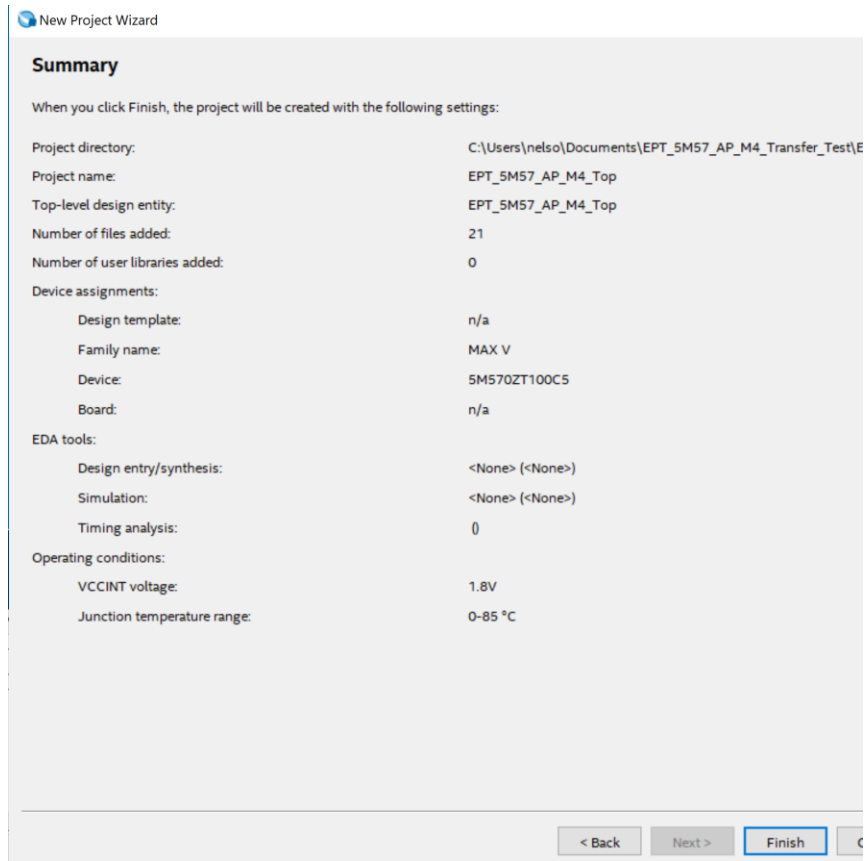 New Project Wizard
Summary
When you click Finish, the project will be created with the following settings:
Project directory: C:\Users\nelso\Documents\EPT_5M57_AP_M4_Transfer_Test\E
Project name: EPT_5M57_AP_M4_Top
Top-level design entity: EPT_5M57_AP_M4_Top
Number of files added: 21
Number of user libraries added: 0
Device assignments:
Design template: n/a
Family name: MAX V
Device: 5M570ZT100C5
Board: n/a
EDA tools:
Design entry/synthesis: <None> (<None>)
Simulation: <None> (<None>)
Timing analysis: ()
Operating conditions:
VCCINT voltage: 1.8V
Junction temperature range: 0-85 °C
< Back Next > Finish